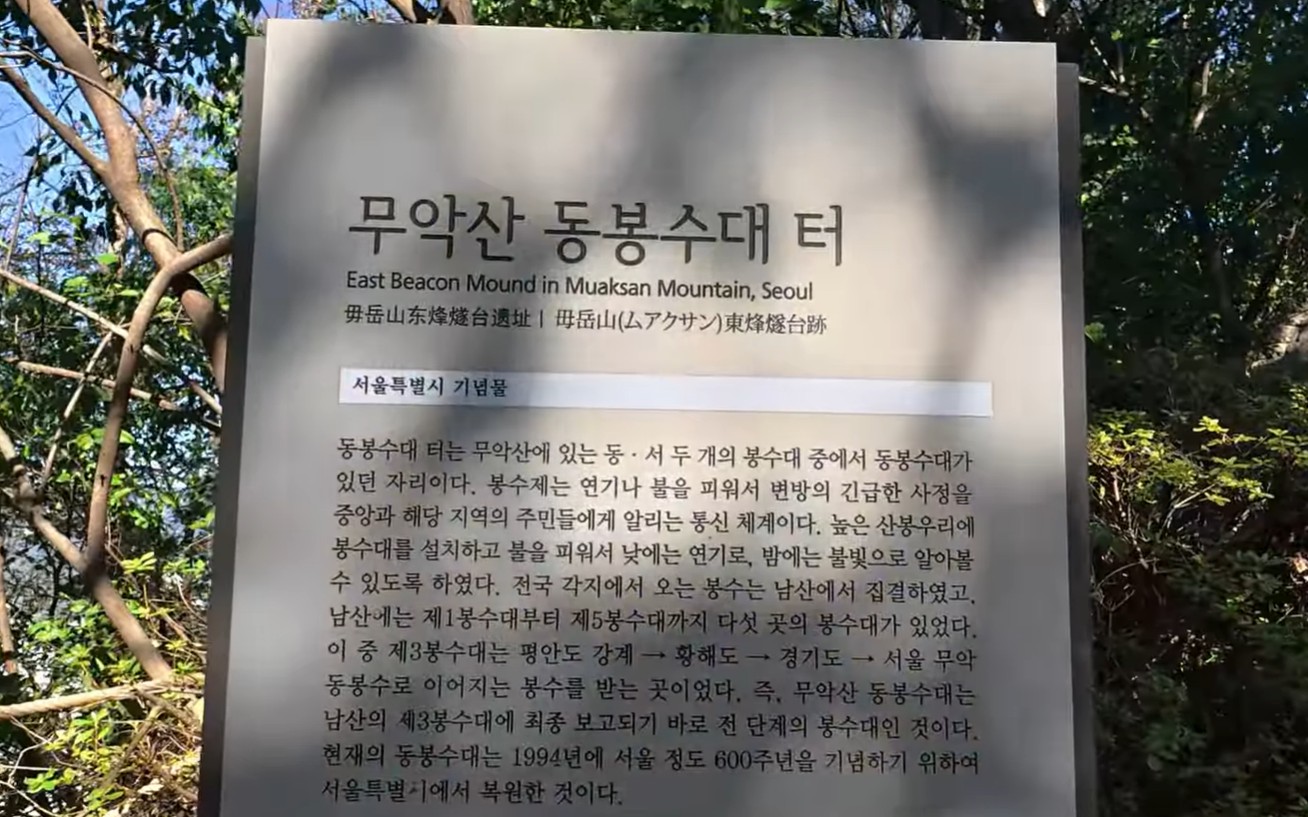 무악산 동봉수대 터
East Beacon Mound in Muaksan Mountain, Seoul
毋岳山东烽燧台遗址 | 毋岳山(ムアクサン)東烽燧台跡
서울특별시 기념물
동봉수대 터는 무악산에 있는 동·서 두 개의 봉수대 중에서 동봉수대가
있던 자리이다. 봉수제는 연기나 불을 피워서 변방의 긴급한 사정을
중앙과 해당 지역의 주민들에게 알리는 통신 체계이다. 높은 산봉우리에
봉수대를 설치하고 불을 피워서 낮에는 연기로, 밤에는 불빛으로 알아볼
수 있도록 하였다. 전국 각지에서 오는 봉수는 남산에서 집결하였고,
남산에는 제1봉수대부터 제5봉수대까지 다섯 곳의 봉수대가 있었다.
이 중 제3봉수대는 평안도 강계 → 황해도 → 경기도 → 서울 무악
동봉수로 이어지는 봉수를 받는 곳이었다. 즉, 무악산 동봉수대는
남산의 제3봉수대에 최종 보고되기 바로 전 단계의 봉수대인 것이다.
현재의 동봉수대는 1994년에 서울 정도 600주년을 기념하기 위하여
서울특별시에서 복원한 것이다.